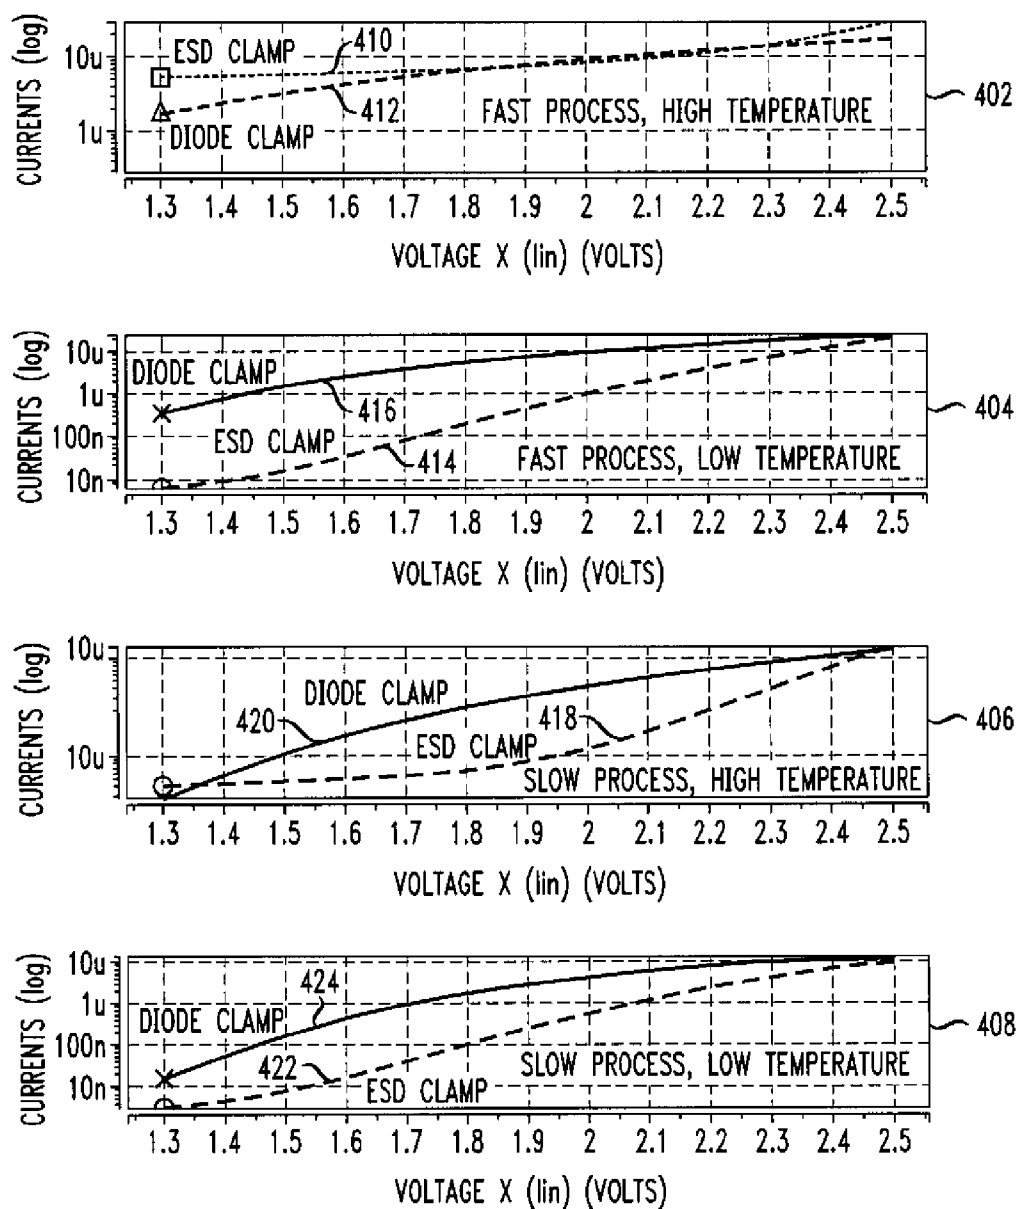 CURRENTS (log)
10u
1u
ESD CLAMP
410
412
DIODE CLAMP
FAST PROCESS, HIGH TEMPERATURE
402
1.3 1.4 1.5 1.6 1.7 1.8 1.9 2 2.1 2.2 2.3 2.4 2.5
VOLTAGE X (lin) (VOLTS)
CURRENTS (log)
10u
1u
100n
10n
DIODE CLAMP
416
ESD CLAMP
414
FAST PROCESS, LOW TEMPERATURE
404
1.3 1.4 1.5 1.6 1.7 1.8 1.9 2 2.1 2.2 2.3 2.4 2.5
VOLTAGE X (lin) (VOLTS)
CURRENTS (log)
10u
10u
DIODE CLAMP
420
418
ESD CLAMP
SLOW PROCESS, HIGH TEMPERATURE
406
1.3 1.4 1.5 1.6 1.7 1.8 1.9 2 2.1 2.2 2.3 2.4 2.5
VOLTAGE X (lin) (VOLTS)
CURRENTS (log)
10u
1u
100n
10n
424
DIODE CLAMP
422
ESD CLAMP
SLOW PROCESS, LOW TEMPERATURE
408
1.3 1.4 1.5 1.6 1.7 1.8 1.9 2 2.1 2.2 2.3 2.4 2.5
VOLTAGE X (lin) (VOLTS)